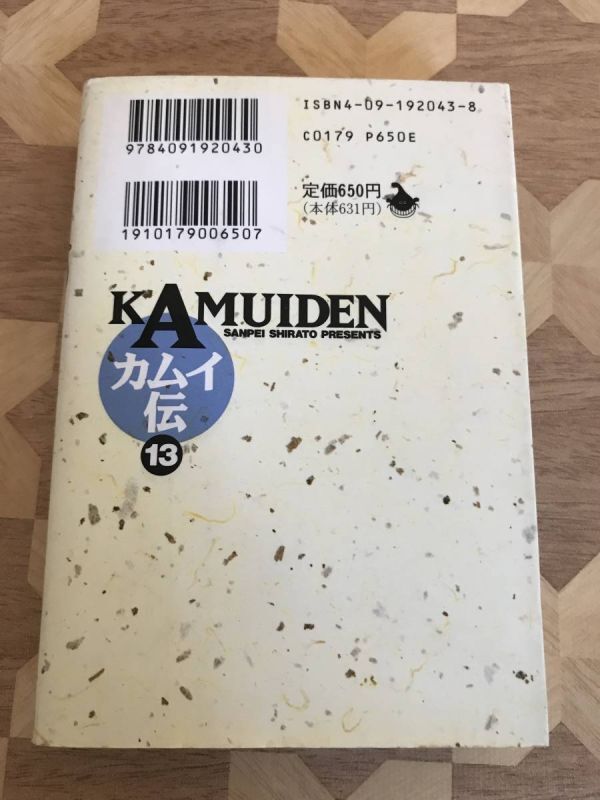 ISBN4-09-192043-8
9784091920430
C0179 P650E
定価650円
(本体631円)
1910179006507
KAMUIDEN
SANPEI SHIRATO PRESENTS
カムイ
伝
13